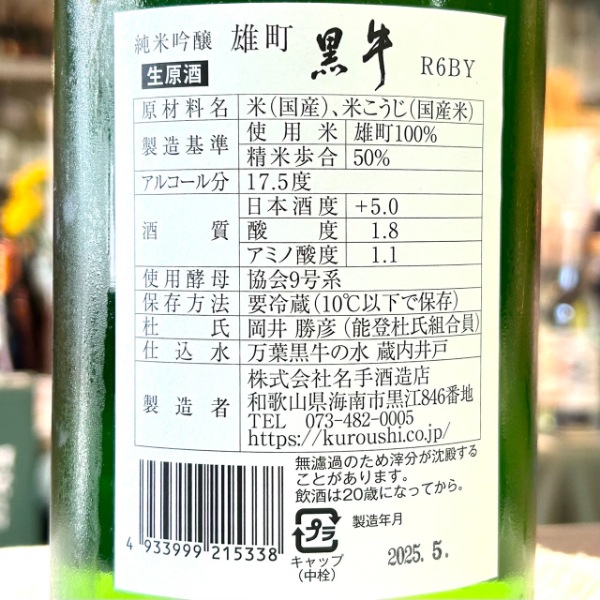 純米吟醸 雄町 黒牛 R6BY
生原酒
原材料名 米(国産)、米こうじ(国産米)
製造基準 使用米 雄町100%
精米歩合 50%
アルコール分 17.5度
酒質 日本酒度 +5.0
酸度 1.8
アミノ酸度 1.1
使用酵母 協会9号系
保存方法 要冷蔵(10℃以下で保存)
杜氏 岡井 勝彦(能登杜氏組合員)
仕込水 万葉黒牛の水 蔵内井戸
製造者 株式会社名手酒造店
和歌山県海南市黒江846番地
TEL 073-482-0005
https://kuroushi.co.jp/
無濾過のため滓分が沈殿する
ことがあります。
飲酒は20歳になってから。
プラ
キャップ
(中栓)
製造年月
2025.5.
4 933999 215338